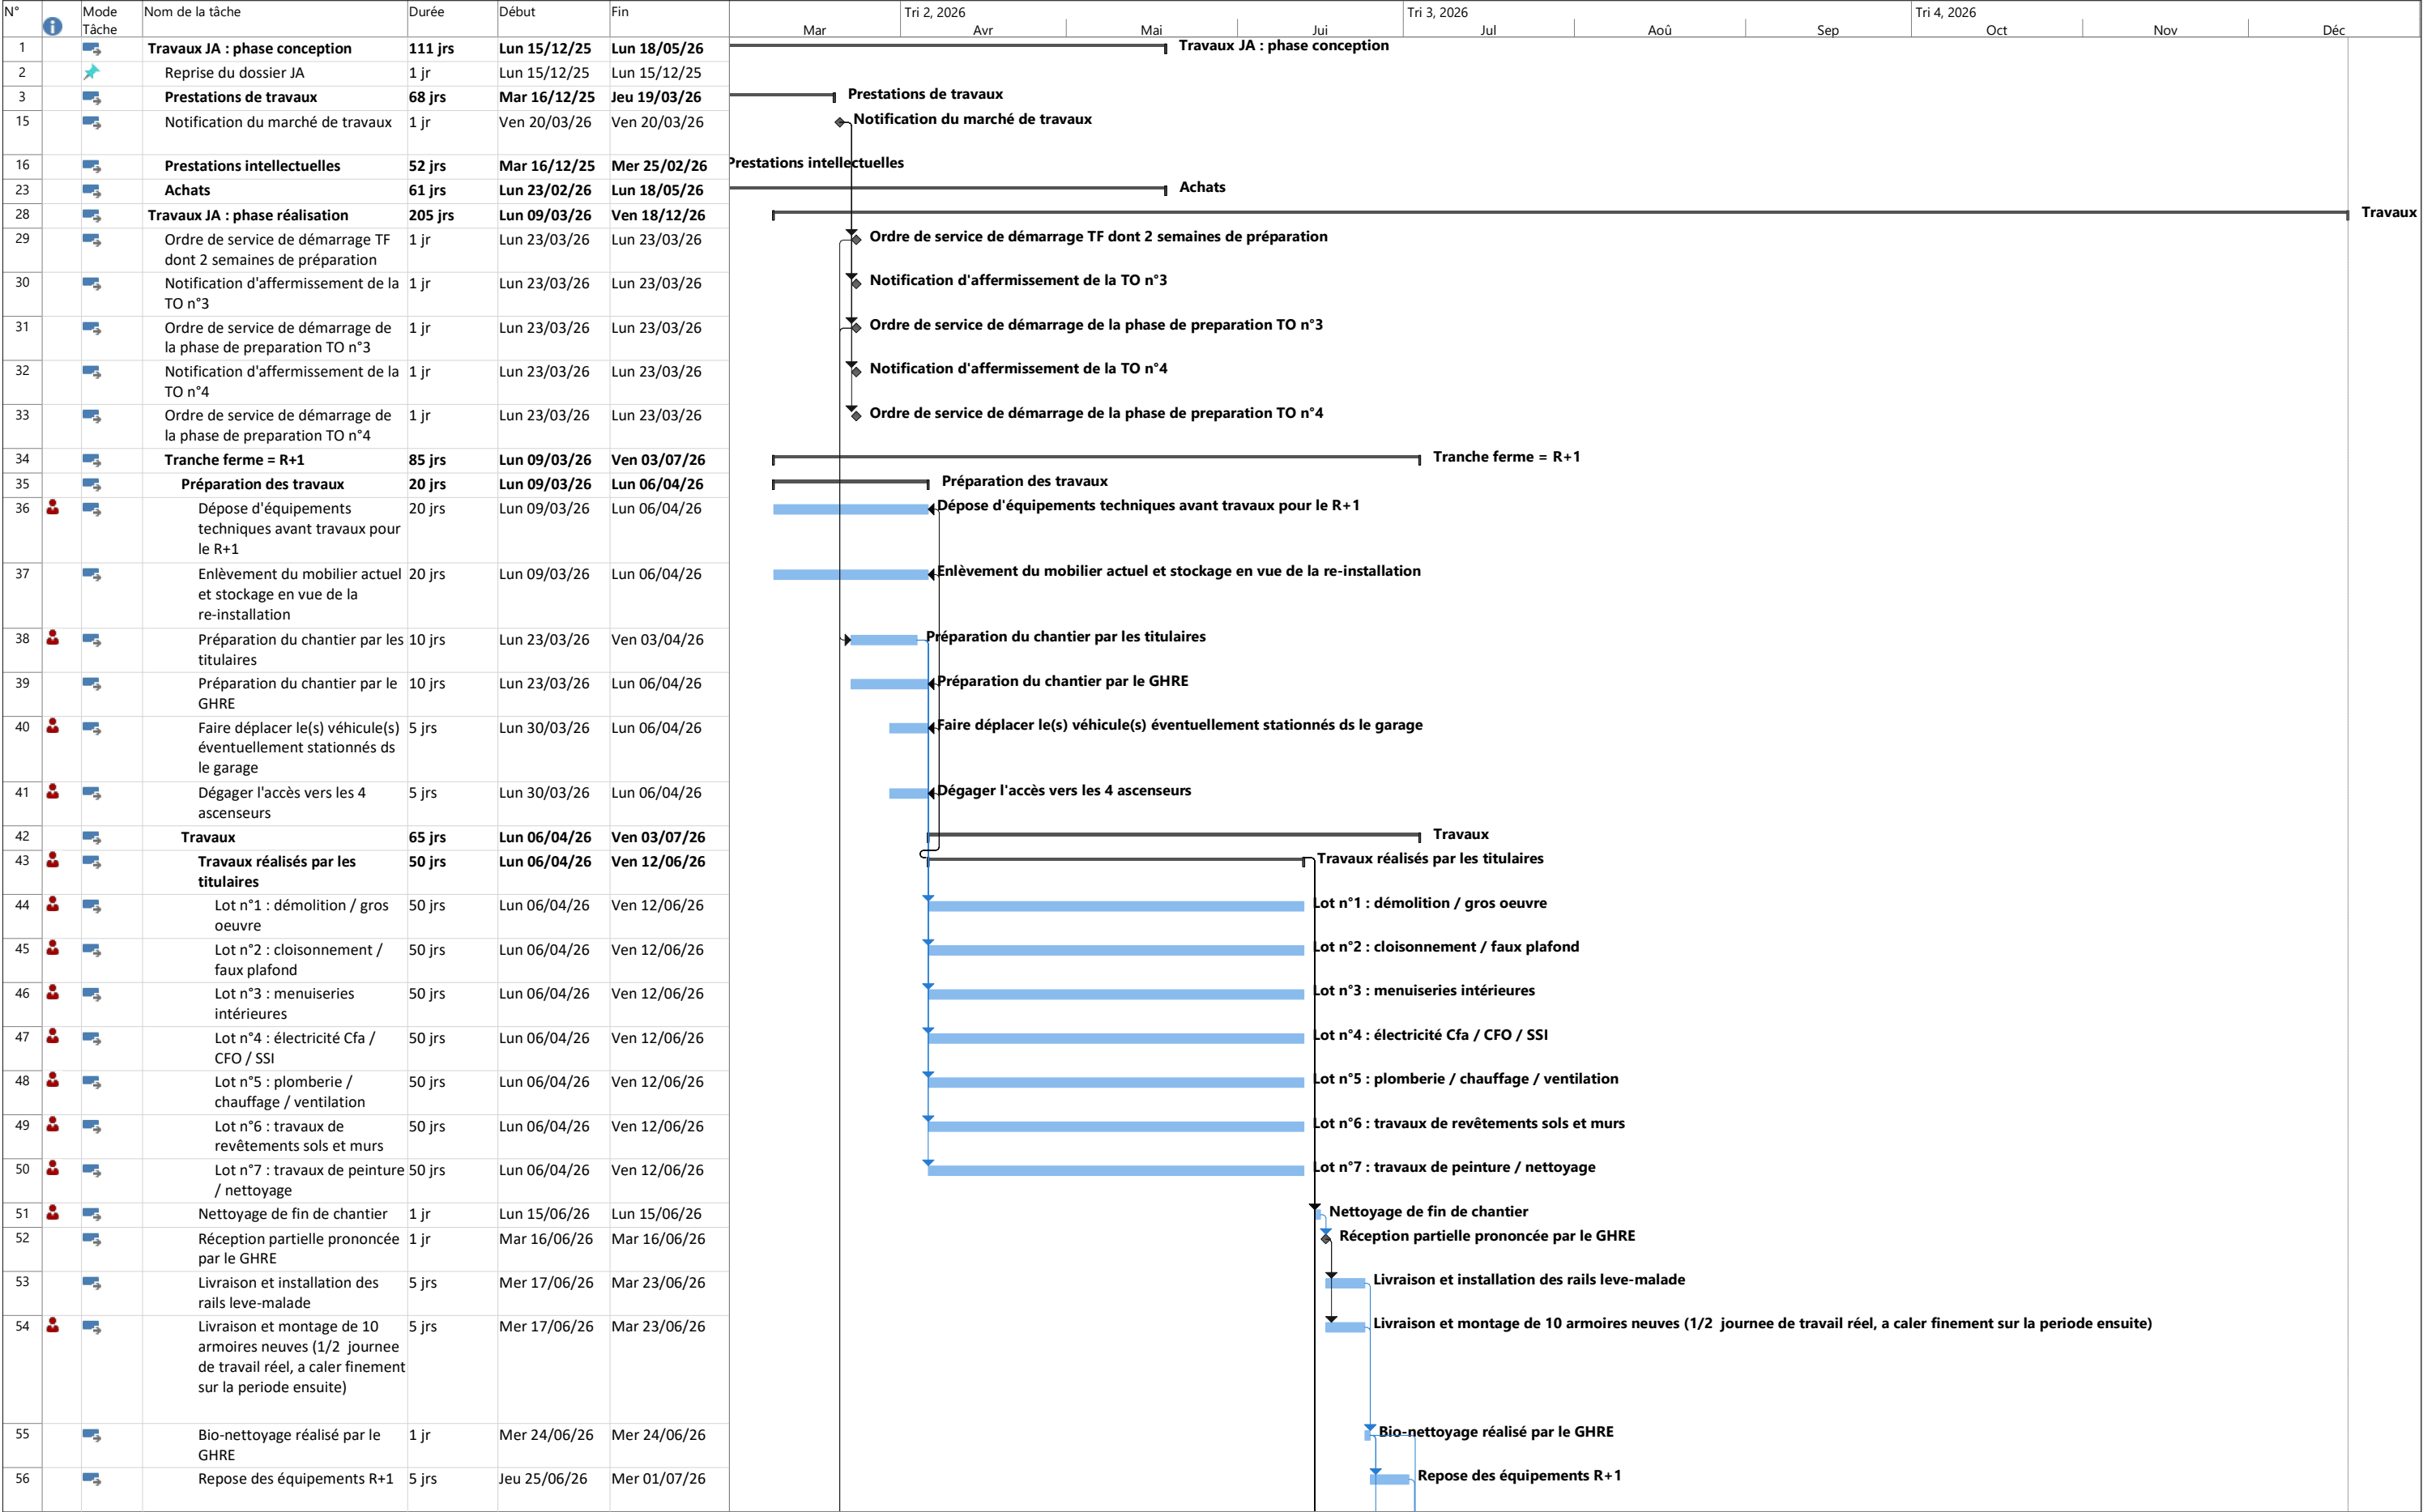 N° Mode Tâche Nom de la tâche Durée Début Fin
Tri 2, 2026 Tri 3, 2026 Tri 4, 2026
Mar Avr Mai Jui Jul Aoû Sep Oct Nov Déc
1 Travaux JA : phase conception 111 jrs Lun 15/12/25 Lun 18/05/26 Travaux JA : phase conception
2 Reprise du dossier JA 1 jr Lun 15/12/25 Lun 15/12/25
3 Prestations de travaux 68 jrs Mar 16/12/25 Jeu 19/03/26 Prestations de travaux
15 Notification du marché de travaux 1 jr Ven 20/03/26 Ven 20/03/26 Notification du marché de travaux
16 Prestations intellectuelles 52 jrs Mar 16/12/25 Mer 25/02/26 Prestations intellectuelles
23 Achats 61 jrs Lun 23/02/26 Lun 18/05/26 Achats
28 Travaux JA : phase réalisation 205 jrs Lun 09/03/26 Ven 18/12/26 Travaux
29 Ordre de service de démarrage TF 1 jr Lun 23/03/26 Lun 23/03/26 Ordre de service de démarrage TF dont 2 semaines de préparation
dont 2 semaines de préparation
30 Notification d'affermissement de la 1 jr Lun 23/03/26 Lun 23/03/26 Notification d'affermissement de la TO n°3
TO n°3
31 Ordre de service de démarrage de 1 jr Lun 23/03/26 Lun 23/03/26 Ordre de service de démarrage de la phase de preparation TO n°3
la phase de preparation TO n°3
32 Notification d'affermissement de la 1 jr Lun 23/03/26 Lun 23/03/26 Notification d'affermissement de la TO n°4
TO n°4
33 Ordre de service de démarrage de 1 jr Lun 23/03/26 Lun 23/03/26 Ordre de service de démarrage de la phase de preparation TO n°4
la phase de preparation TO n°4
34 Tranche ferme = R+1 85 jrs Lun 09/03/26 Ven 03/07/26 Tranche ferme = R+1
35 Préparation des travaux 20 jrs Lun 09/03/26 Lun 06/04/26 Préparation des travaux
36 Dépose d'équipements 20 jrs Lun 09/03/26 Lun 06/04/26 Dépose d'équipements techniques avant travaux pour le R+1
techniques avant travaux pour
le R+1
37 Enlèvement du mobilier actuel 20 jrs Lun 09/03/26 Lun 06/04/26 Enlèvement du mobilier actuel et stockage en vue de la re-installation
et stockage en vue de la
re-installation
38 Préparation du chantier par les 10 jrs Lun 23/03/26 Ven 03/04/26 Préparation du chantier par les titulaires
titulaires
39 Préparation du chantier par le 10 jrs Lun 23/03/26 Lun 06/04/26 Préparation du chantier par le GHRE
GHRE
40 Faire déplacer le(s) véhicule(s) 5 jrs Lun 30/03/26 Lun 06/04/26 Faire déplacer le(s) véhicule(s) éventuellement stationnés ds le garage
éventuellement stationnés ds
le garage
41 Dégager l'accès vers les 4 5 jrs Lun 30/03/26 Lun 06/04/26 Dégager l'accès vers les 4 ascenseurs
ascenseurs
42 Travaux 65 jrs Lun 06/04/26 Ven 03/07/26 Travaux
43 Travaux réalisés par les 50 jrs Lun 06/04/26 Ven 12/06/26 Travaux réalisés par les titulaires
titulaires
44 Lot n°1 : démolition / gros 50 jrs Lun 06/04/26 Ven 12/06/26 Lot n°1 : démolition / gros oeuvre
oeuvre
45 Lot n°2 : cloisonnement / 50 jrs Lun 06/04/26 Ven 12/06/26 Lot n°2 : cloisonnement / faux plafond
faux plafond
46 Lot n°3 : menuiseries 50 jrs Lun 06/04/26 Ven 12/06/26 Lot n°3 : menuiseries intérieures
intérieures
47 Lot n°4 : électricité Cfa / 50 jrs Lun 06/04/26 Ven 12/06/26 Lot n°4 : électricité Cfa / CFO / SSI
CFO / SSI
48 Lot n°5 : plomberie / 50 jrs Lun 06/04/26 Ven 12/06/26 Lot n°5 : plomberie / chauffage / ventilation
chauffage / ventilation
49 Lot n°6 : travaux de 50 jrs Lun 06/04/26 Ven 12/06/26 Lot n°6 : travaux de revêtements sols et murs
revêtements sols et murs
50 Lot n°7 : travaux de peinture 50 jrs Lun 06/04/26 Ven 12/06/26 Lot n°7 : travaux de peinture / nettoyage
/ nettoyage
51 Nettoyage de fin de chantier 1 jr Lun 15/06/26 Lun 15/06/26 Nettoyage de fin de chantier
52 Réception partielle prononcée 1 jr Mar 16/06/26 Mar 16/06/26 Réception partielle prononcée par le GHRE
par le GHRE
53 Livraison et installation des 5 jrs Mer 17/06/26 Mar 23/06/26 Livraison et installation des rails leve-malade
rails leve-malade
54 Livraison et montage de 10 5 jrs Mer 17/06/26 Mar 23/06/26 Livraison et montage de 10 armoires neuves (1/2 journee de travail réel, a caler finement sur la periode ensuite)
armoires neuves (1/2 journee
de travail réel, a caler finement
sur la periode ensuite)
55 Bio-nettoyage réalisé par le 1 jr Mer 24/06/26 Mer 24/06/26 Bio-nettoyage réalisé par le GHRE
GHRE
56 Repose des équipements R+1 5 jrs Jeu 25/06/26 Mer 01/07/26 Repose des équipements R+1